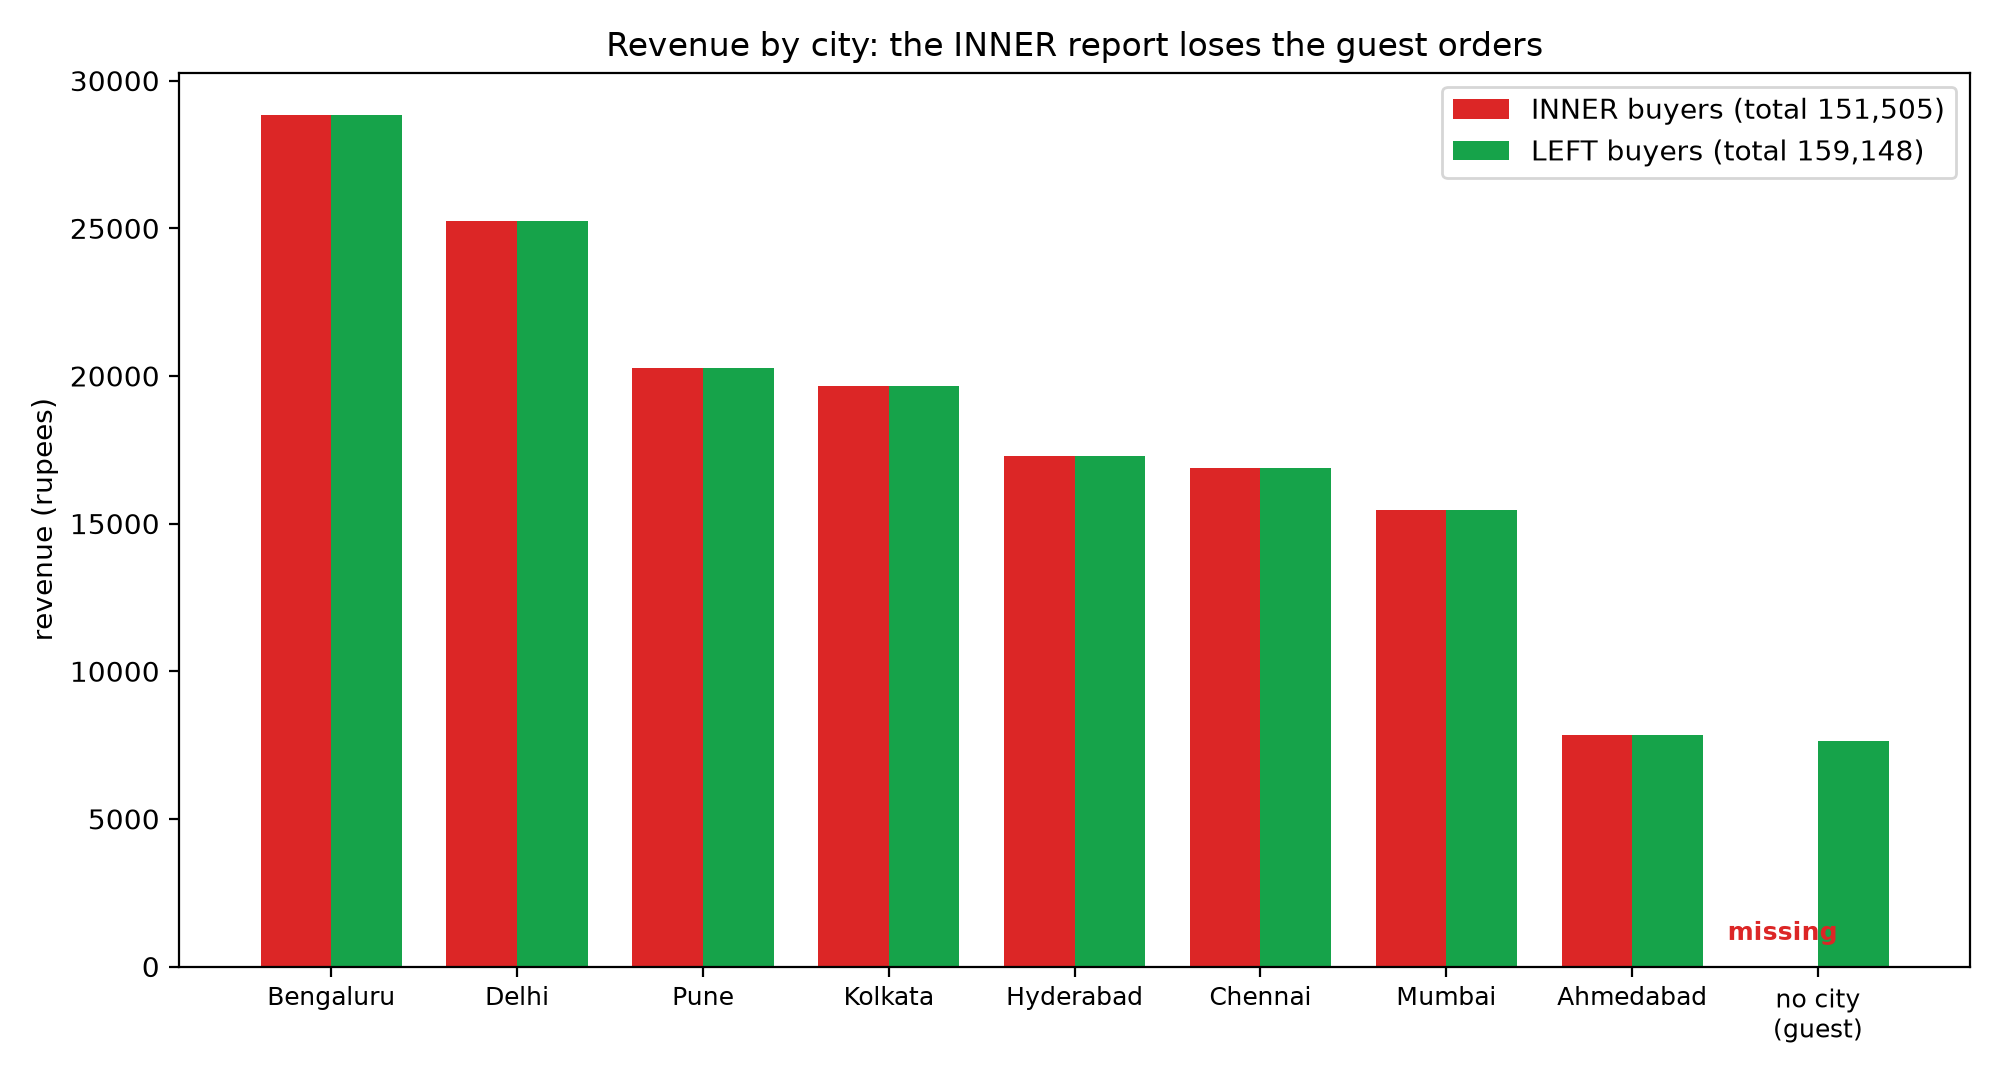 Revenue by city: the INNER report loses the guest orders
INNER buyers (total 151,505)
LEFT buyers (total 159,148)
revenue (rupees)
30000
25000
20000
15000
10000
5000
0
missing
Bengaluru
Delhi
Pune
Kolkata
Hyderabad
Chennai
Mumbai
Ahmedabad
no city
(guest)